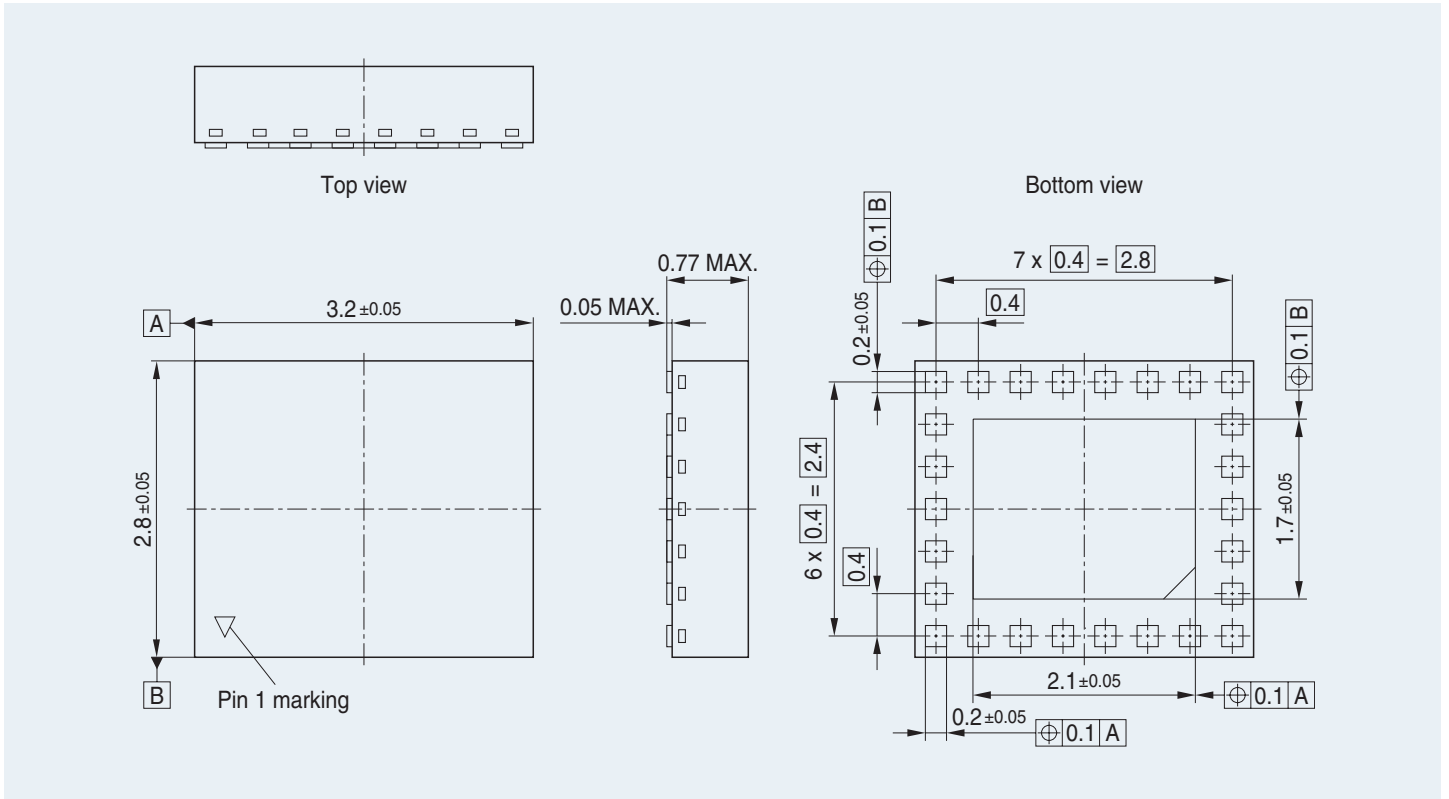 Top view
Bottom view
⌖ 0.1 B
7 x 0.4 = 2.8
0.77 MAX.
0.05 MAX.
0.4
0.2±0.05
A
3.2±0.05
⌖ 0.1 B
2.8±0.05
6 x 0.4 = 2.4
0.4
1.7±0.05
B
Pin 1 marking
2.1±0.05
⌖ 0.1 A
0.2±0.05
⌖ 0.1 A